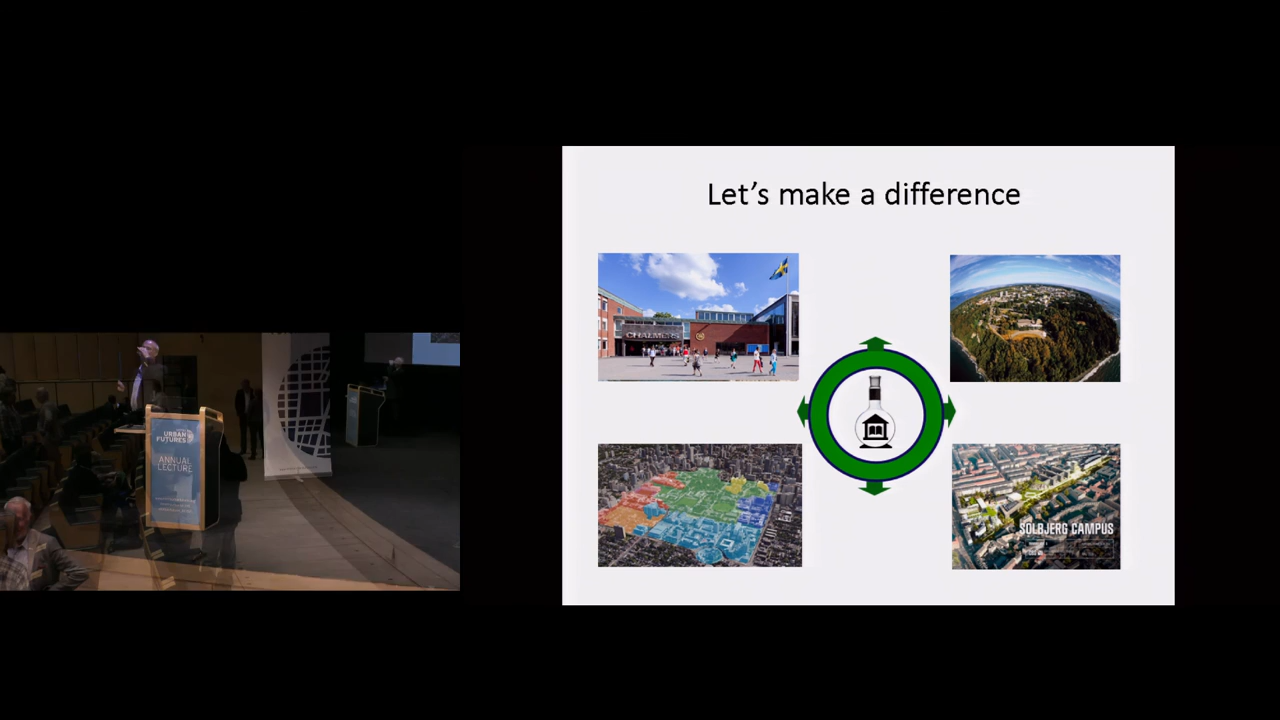 Let's make a difference
CHALMERS
SOLBJERG CAMPUS
URBAN
FUTURES
ANNUAL
LECTURE